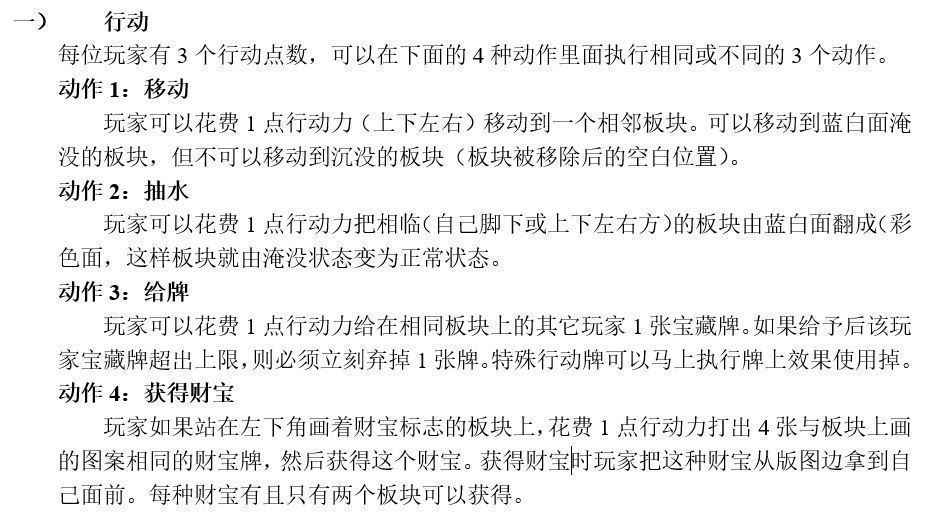 一） 行动
每位玩家有 3 个行动点数，可以在下面的 4 种动作里面执行相同或不同的 3 个动作。
动作 1：移动
玩家可以花费 1 点行动力（上下左右）移动到一个相邻板块。可以移动到蓝白面淹
没的板块，但不可以移动到沉没的板块（板块被移除后的空白位置）。
动作 2：抽水
玩家可以花费 1 点行动力把相临（自己脚下或上下左右方）的板块由蓝白面翻成（彩
色面，这样板块就由淹没状态变为正常状态。
动作 3：给牌
玩家可以花费 1 点行动力给在相同板块上的其它玩家 1 张宝藏牌。如果给予后该玩
家宝藏牌超出上限，则必须立刻弃掉 1 张牌。特殊行动牌可以马上执行牌上效果使用掉。
动作 4：获得财宝
玩家如果站在左下角画着财宝标志的板块上，花费 1 点行动力打出 4 张与板块上画
的图案相同的财宝牌，然后获得这个财宝。获得财宝时玩家把这种财宝从版图边拿到自
己面前。每种财宝有且只有两个板块可以获得。